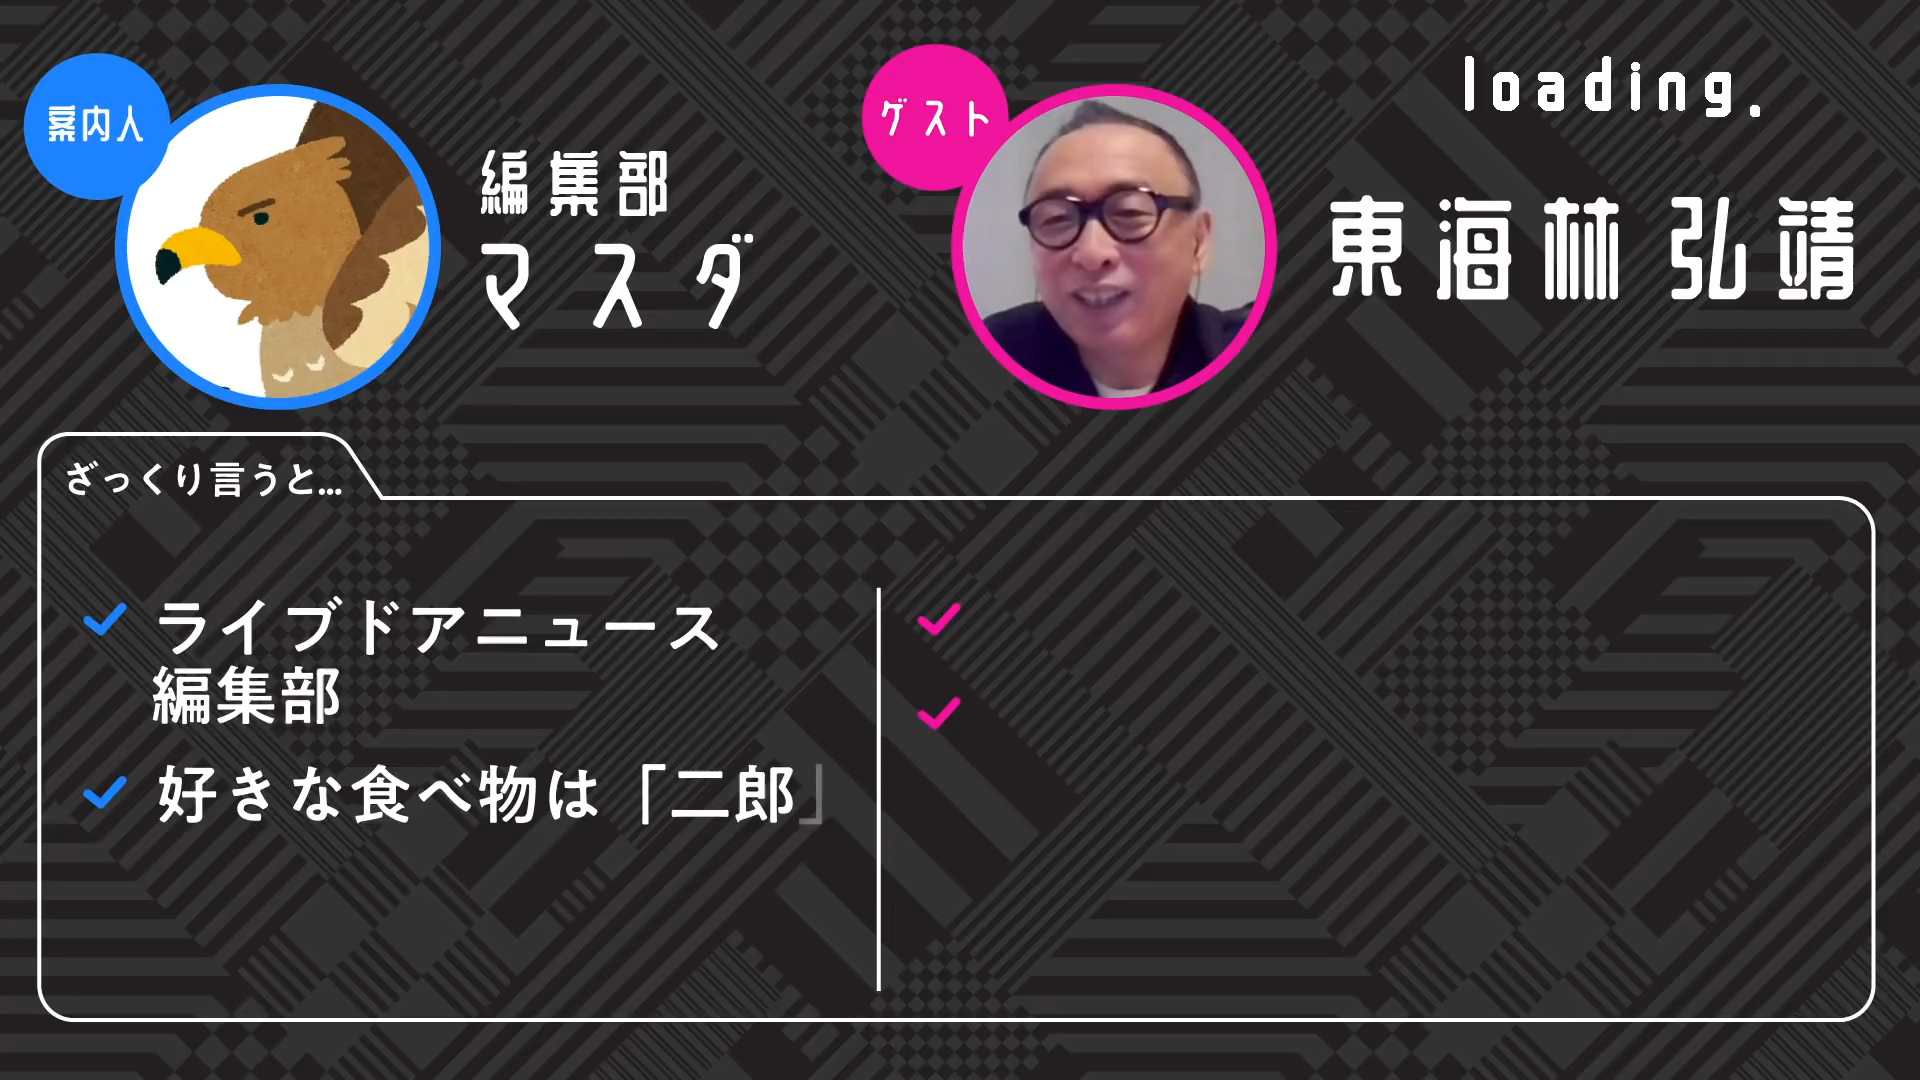 案内人
編集部
マスダ
ゲスト
loading.
東海林 弘靖
ざっくり言うと...
ライブドアニュース
編集部
好きな食べ物は「二郎」